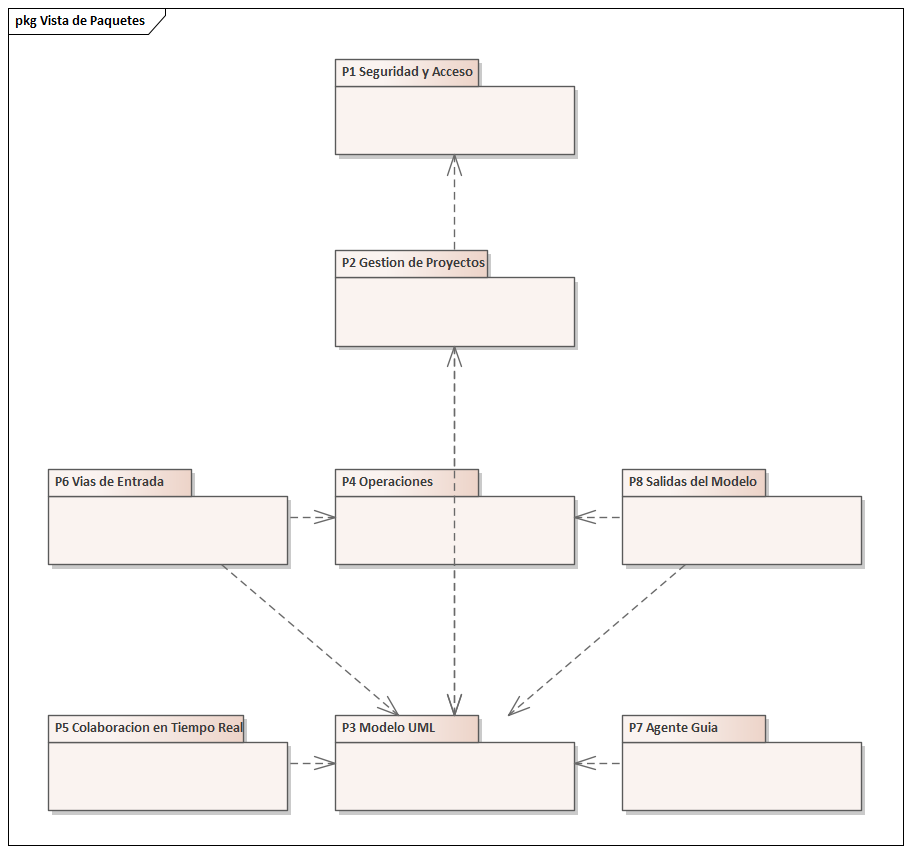 pkg Vista de Paquetes
P1 Seguridad y Acceso
P2 Gestion de Proyectos
P6 Vias de Entrada
P4 Operaciones
P8 Salidas del Modelo
P5 Colaboracion en Tiempo Real
P3 Modelo UML
P7 Agente Guia